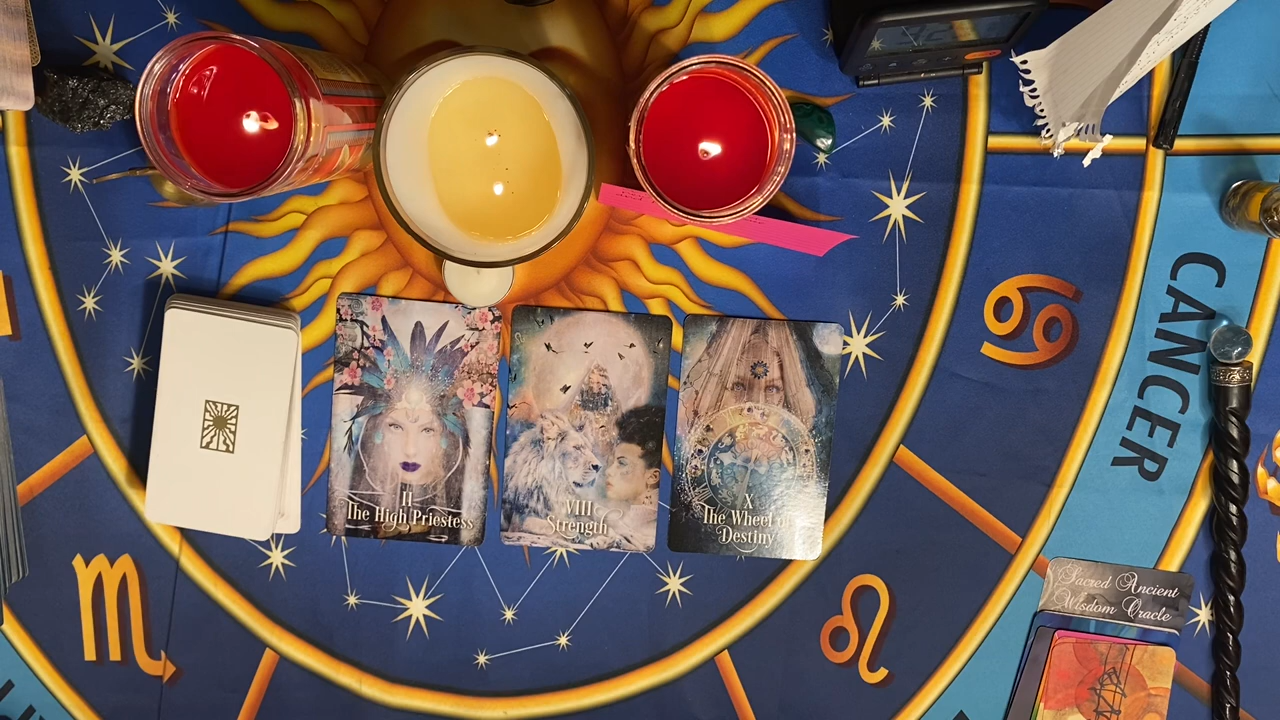 CANCER
II
The High Priestess
VIII
Strength
X
The Wheel of
Destiny
Sacred Ancient
Wisdom Oracle